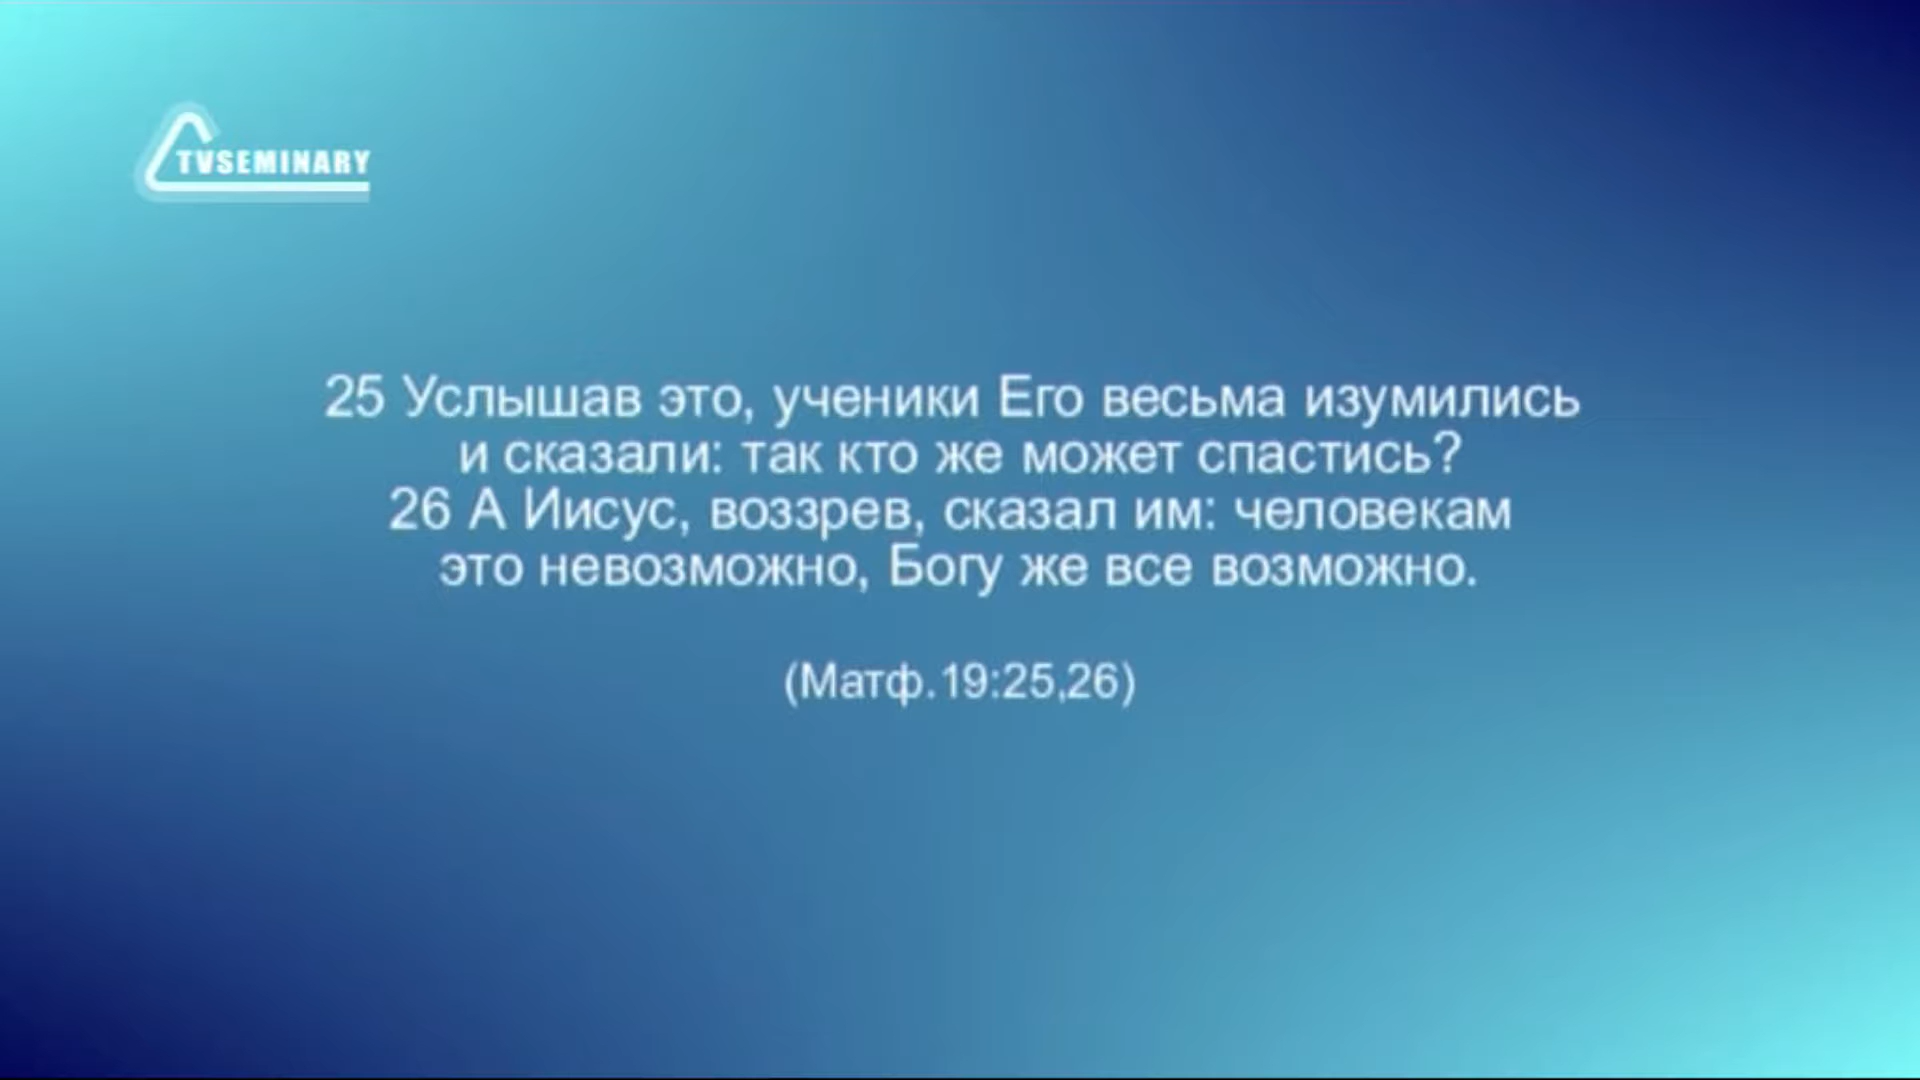 TVSEMINARY
25 Услышав это, ученики Его весьма изумились
и сказали: так кто же может спастись?
26 А Иисус, воззрев, сказал им: человекам
это невозможно, Богу же все возможно.
(Матф.19:25,26)